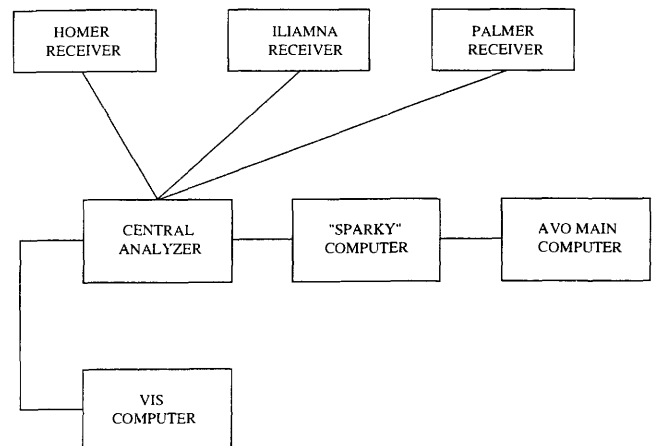 HOMER
RECEIVER
ILIAMNA
RECEIVER
PALMER
RECEIVER
CENTRAL
ANALYZER
"SPARKY"
COMPUTER
AVO MAIN
COMPUTER
VIS
COMPUTER